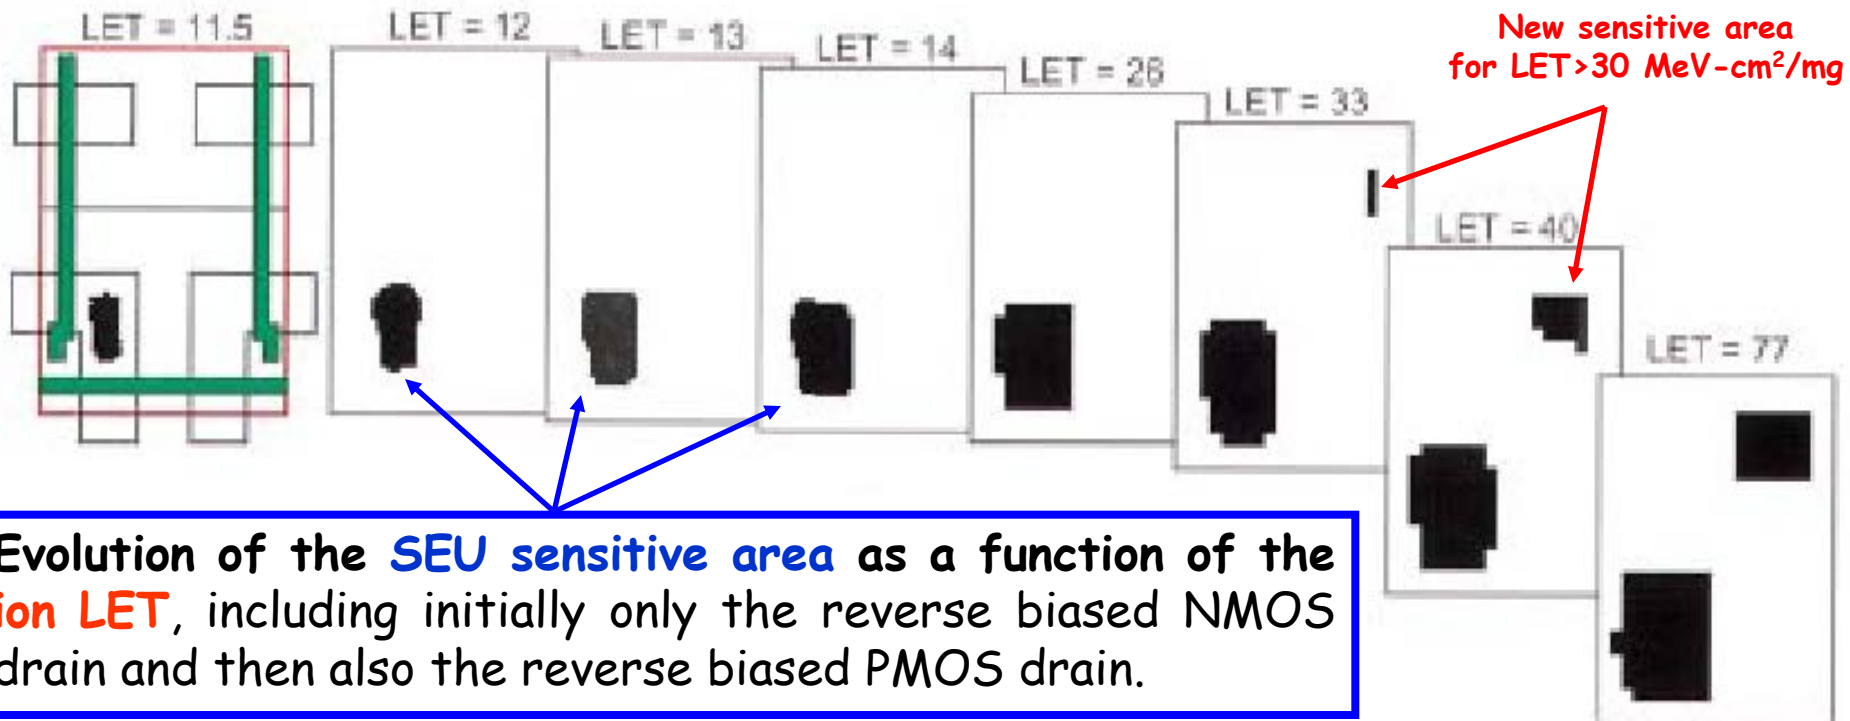 LET = 11.5
LET = 12
LET = 13
LET = 14
LET = 26
LET = 33
LET = 40
LET = 77
New sensitive area
for LET>30 MeV-cm²/mg
Evolution of the SEU sensitive area as a function of the
ion LET, including initially only the reverse biased NMOS
drain and then also the reverse biased PMOS drain.